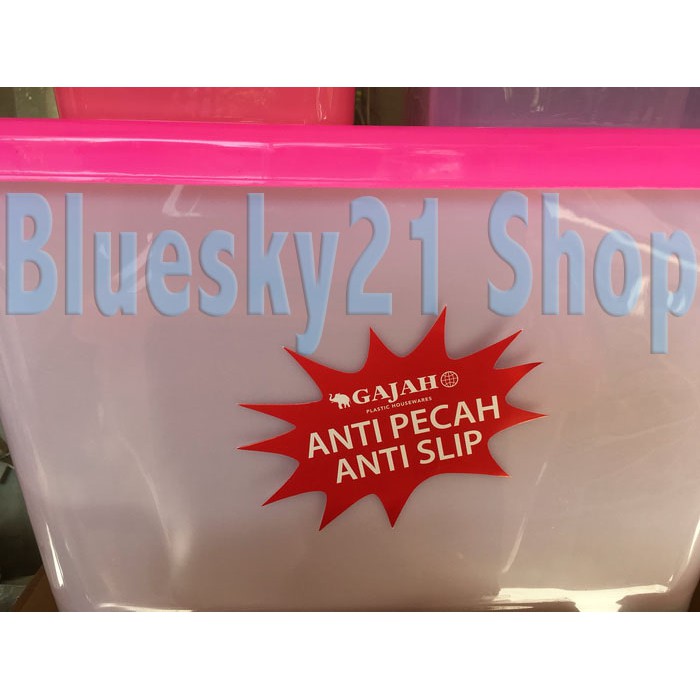 Bluesky21 Shop
GAJAH
PLASTIC HOUSEWARES
ANTI PECAH
ANTI SLIP